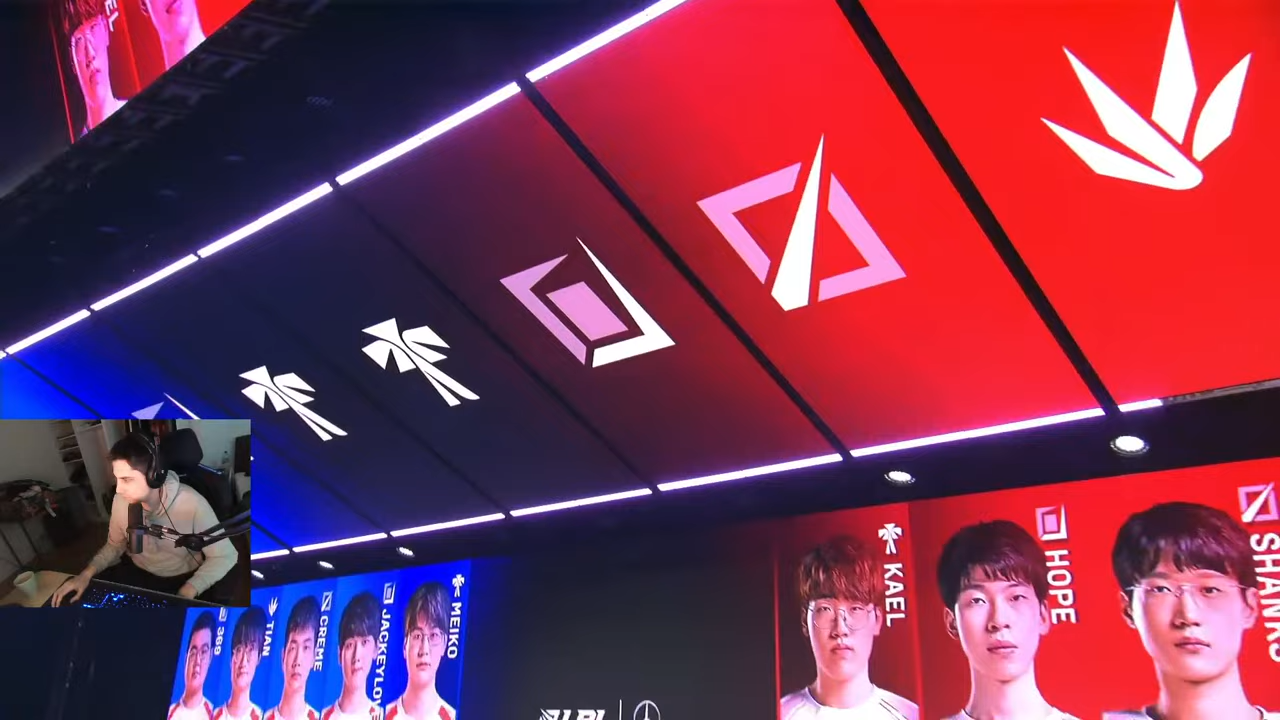 KAEL
HOPE
SHANKS
369
TIAN
CREME
JACKEYLOVE
MEIKO
LPL